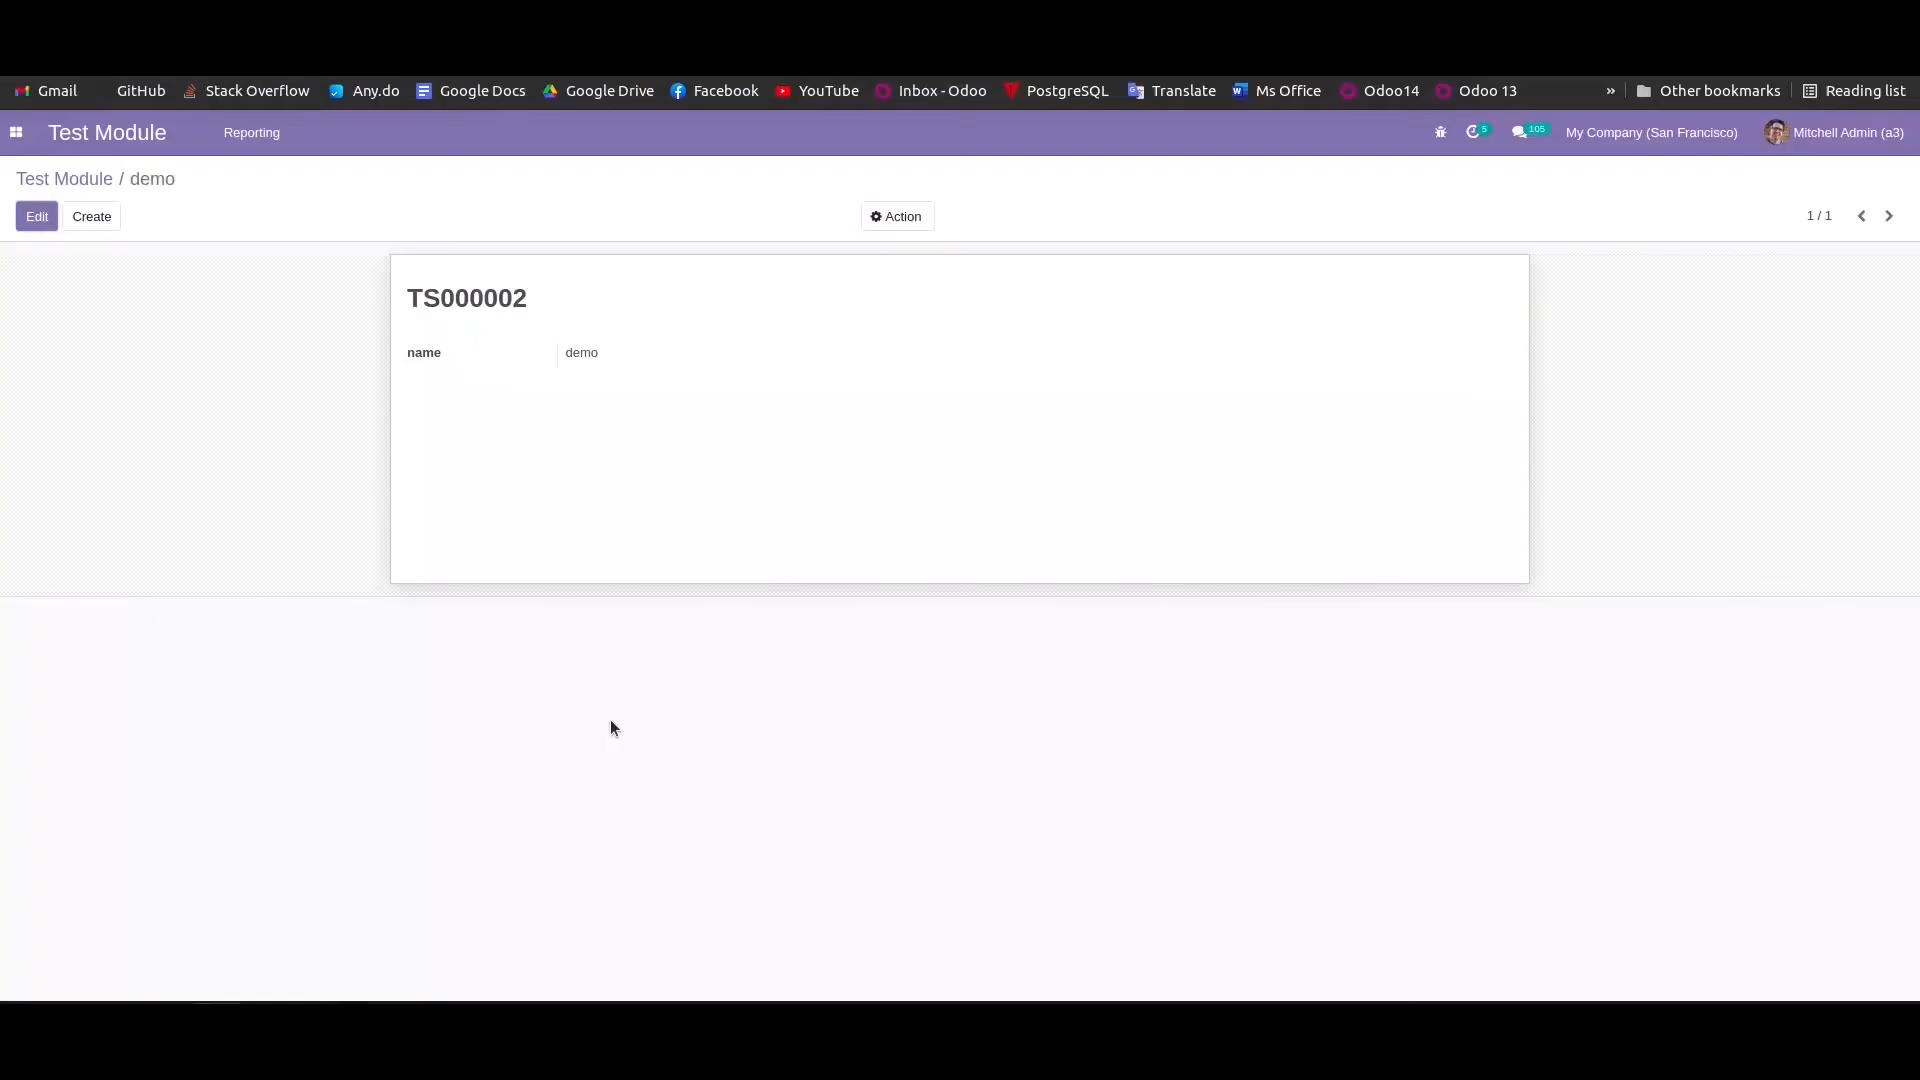 Gmail GitHub Stack Overflow Any.do Google Docs Google Drive Facebook YouTube Inbox - Odoo PostgreSQL Translate Ms Office Odoo14 Odoo 13 » Other bookmarks Reading list
Test Module Reporting 5 105 My Company (San Francisco) Mitchell Admin (a3)
Test Module / demo
Edit Create Action 1 / 1
TS000002
name demo